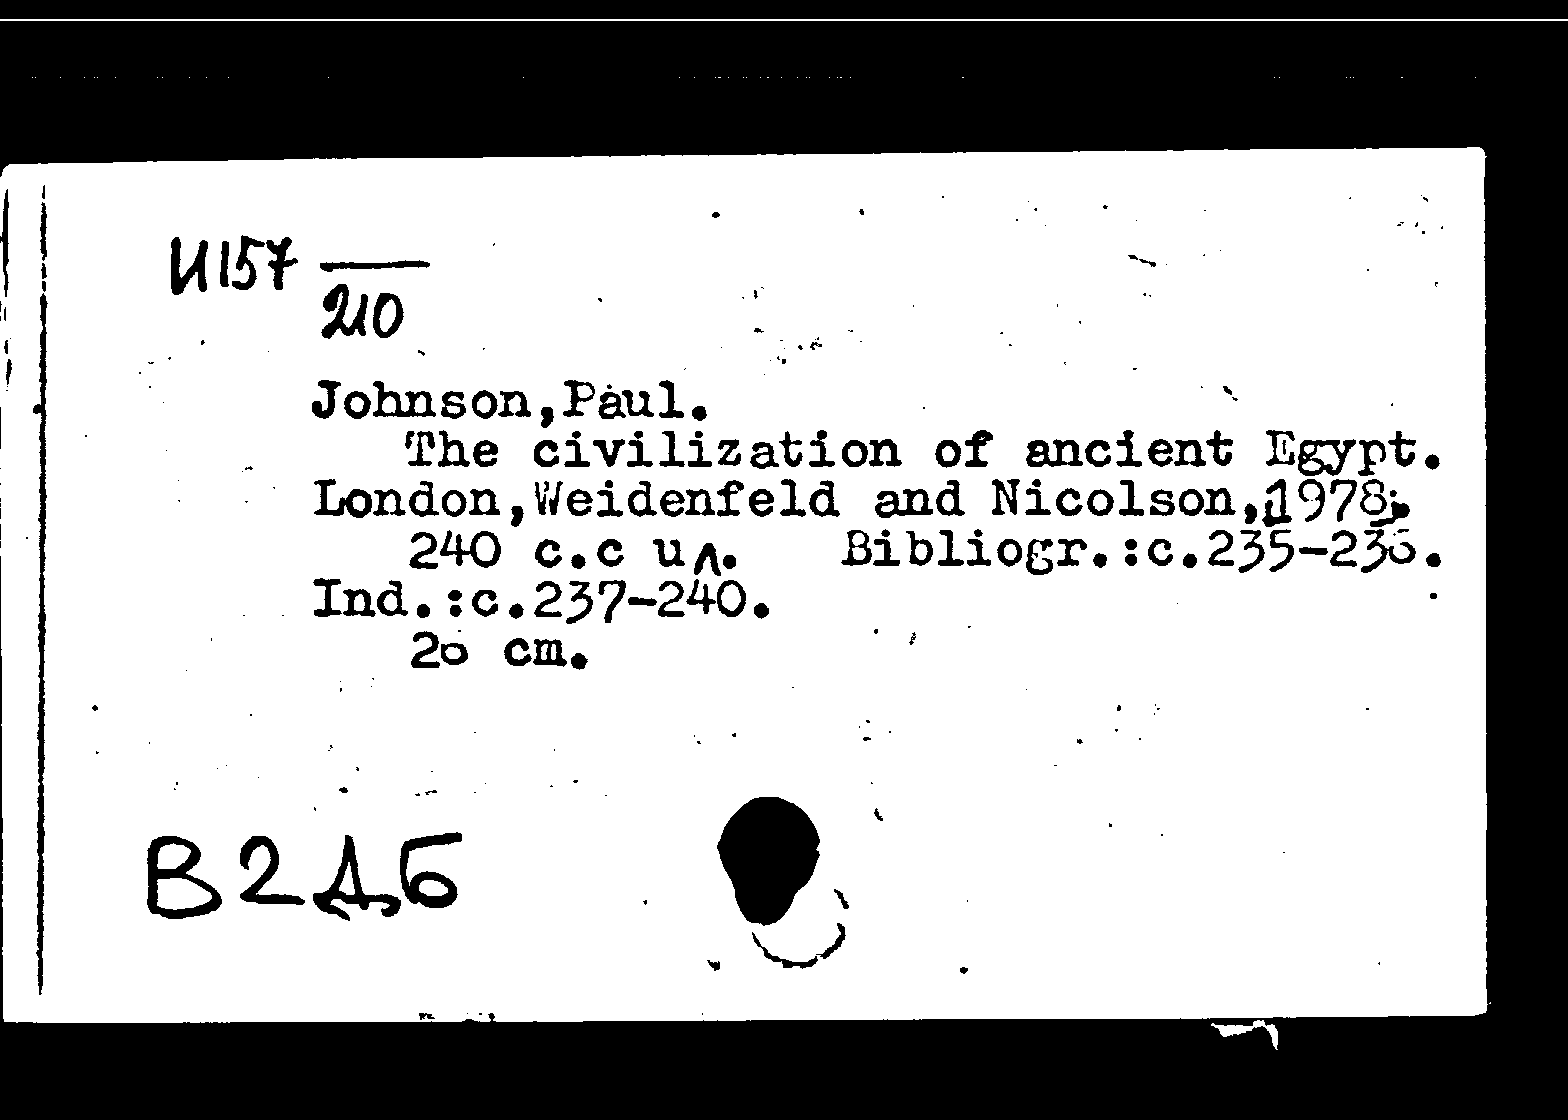 И157 ——
210
Johnson,Paul.
The civilization of ancient Egypt.
London,Weidenfeld and Nicolson,1978.
240 c.c ил. Bibliogr.:c.235-236.
Ind.:c.237-240.
26 cm.
В2ДБ